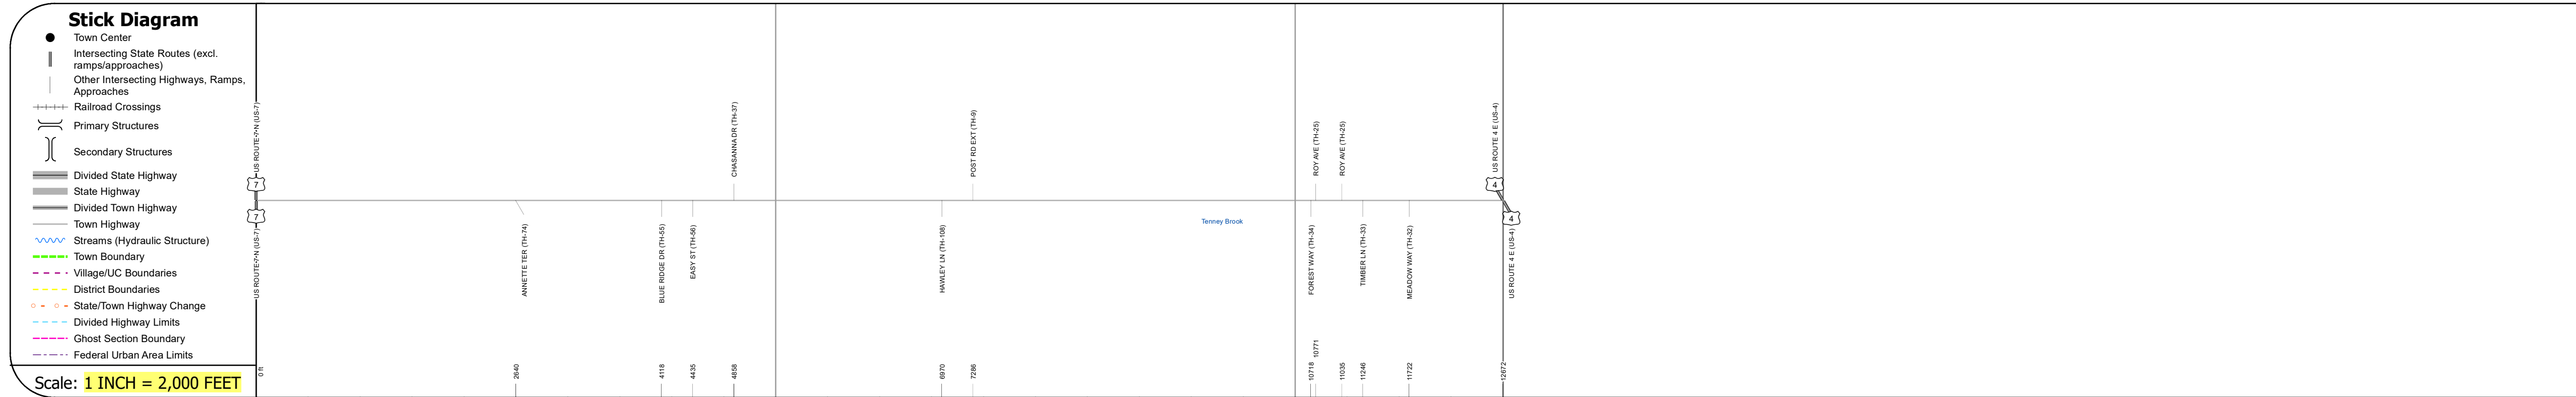 Stick Diagram
Town Center
Intersecting State Routes (excl.
ramps/approaches)
Other Intersecting Highways, Ramps,
Approaches
Railroad Crossings
Primary Structures
Secondary Structures
Divided State Highway
State Highway
Divided Town Highway
Town Highway
Streams (Hydraulic Structure)
Town Boundary
Village/UC Boundaries
District Boundaries
State/Town Highway Change
Divided Highway Limits
Ghost Section Boundary
Federal Urban Area Limits
Scale: 1 INCH = 2,000 FEET
US ROUTE-7-N (US-7)
7
7
US ROUTE-7-N (US-7)
0 ft
ANNETTE TER (TH-74)
2640
BLUE RIDGE DR (TH-55)
4118
EASY ST (TH-56)
4435
CHASANNA DR (TH-37)
4858
HAWLEY LN (TH-108)
6970
POST RD EXT (TH-9)
7286
Tenney Brook
FOREST WAY (TH-34)
10718
ROY AVE (TH-25)
10771
ROY AVE (TH-25)
11035
TIMBER LN (TH-33)
11246
MEADOW WAY (TH-32)
11722
US ROUTE 4 E (US-4)
4
4
US ROUTE 4 E (US-4)
12672